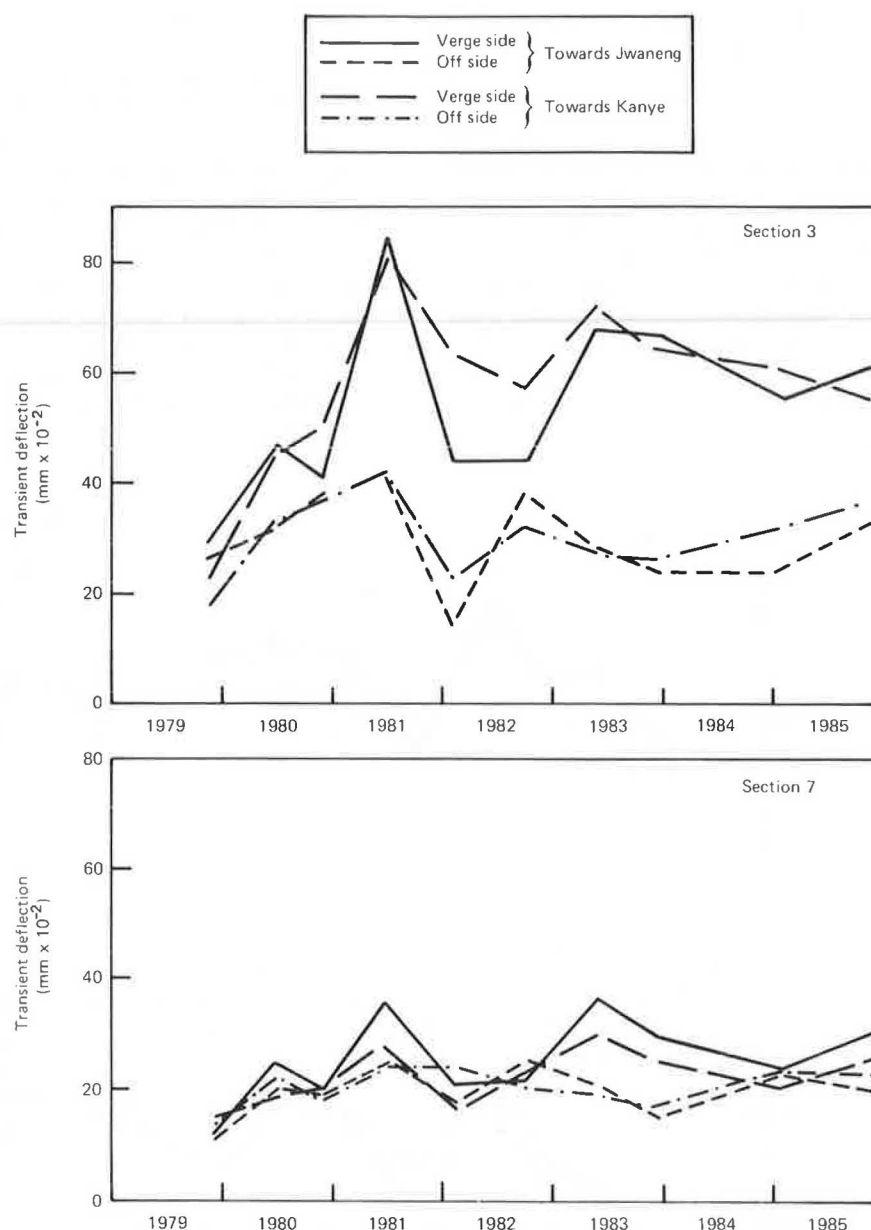 Verge side } Towards Jwaneng
Off side
Verge side } Towards Kanye
Off side
Section 3
Transient deflection
(mm x 10-2)
80
60
40
20
0
1979 1980 1981 1982 1983 1984 1985
Section 7
Transient deflection
(mm x 10-2)
80
60
40
20
0
1979 1980 1981 1982 1983 1984 1985